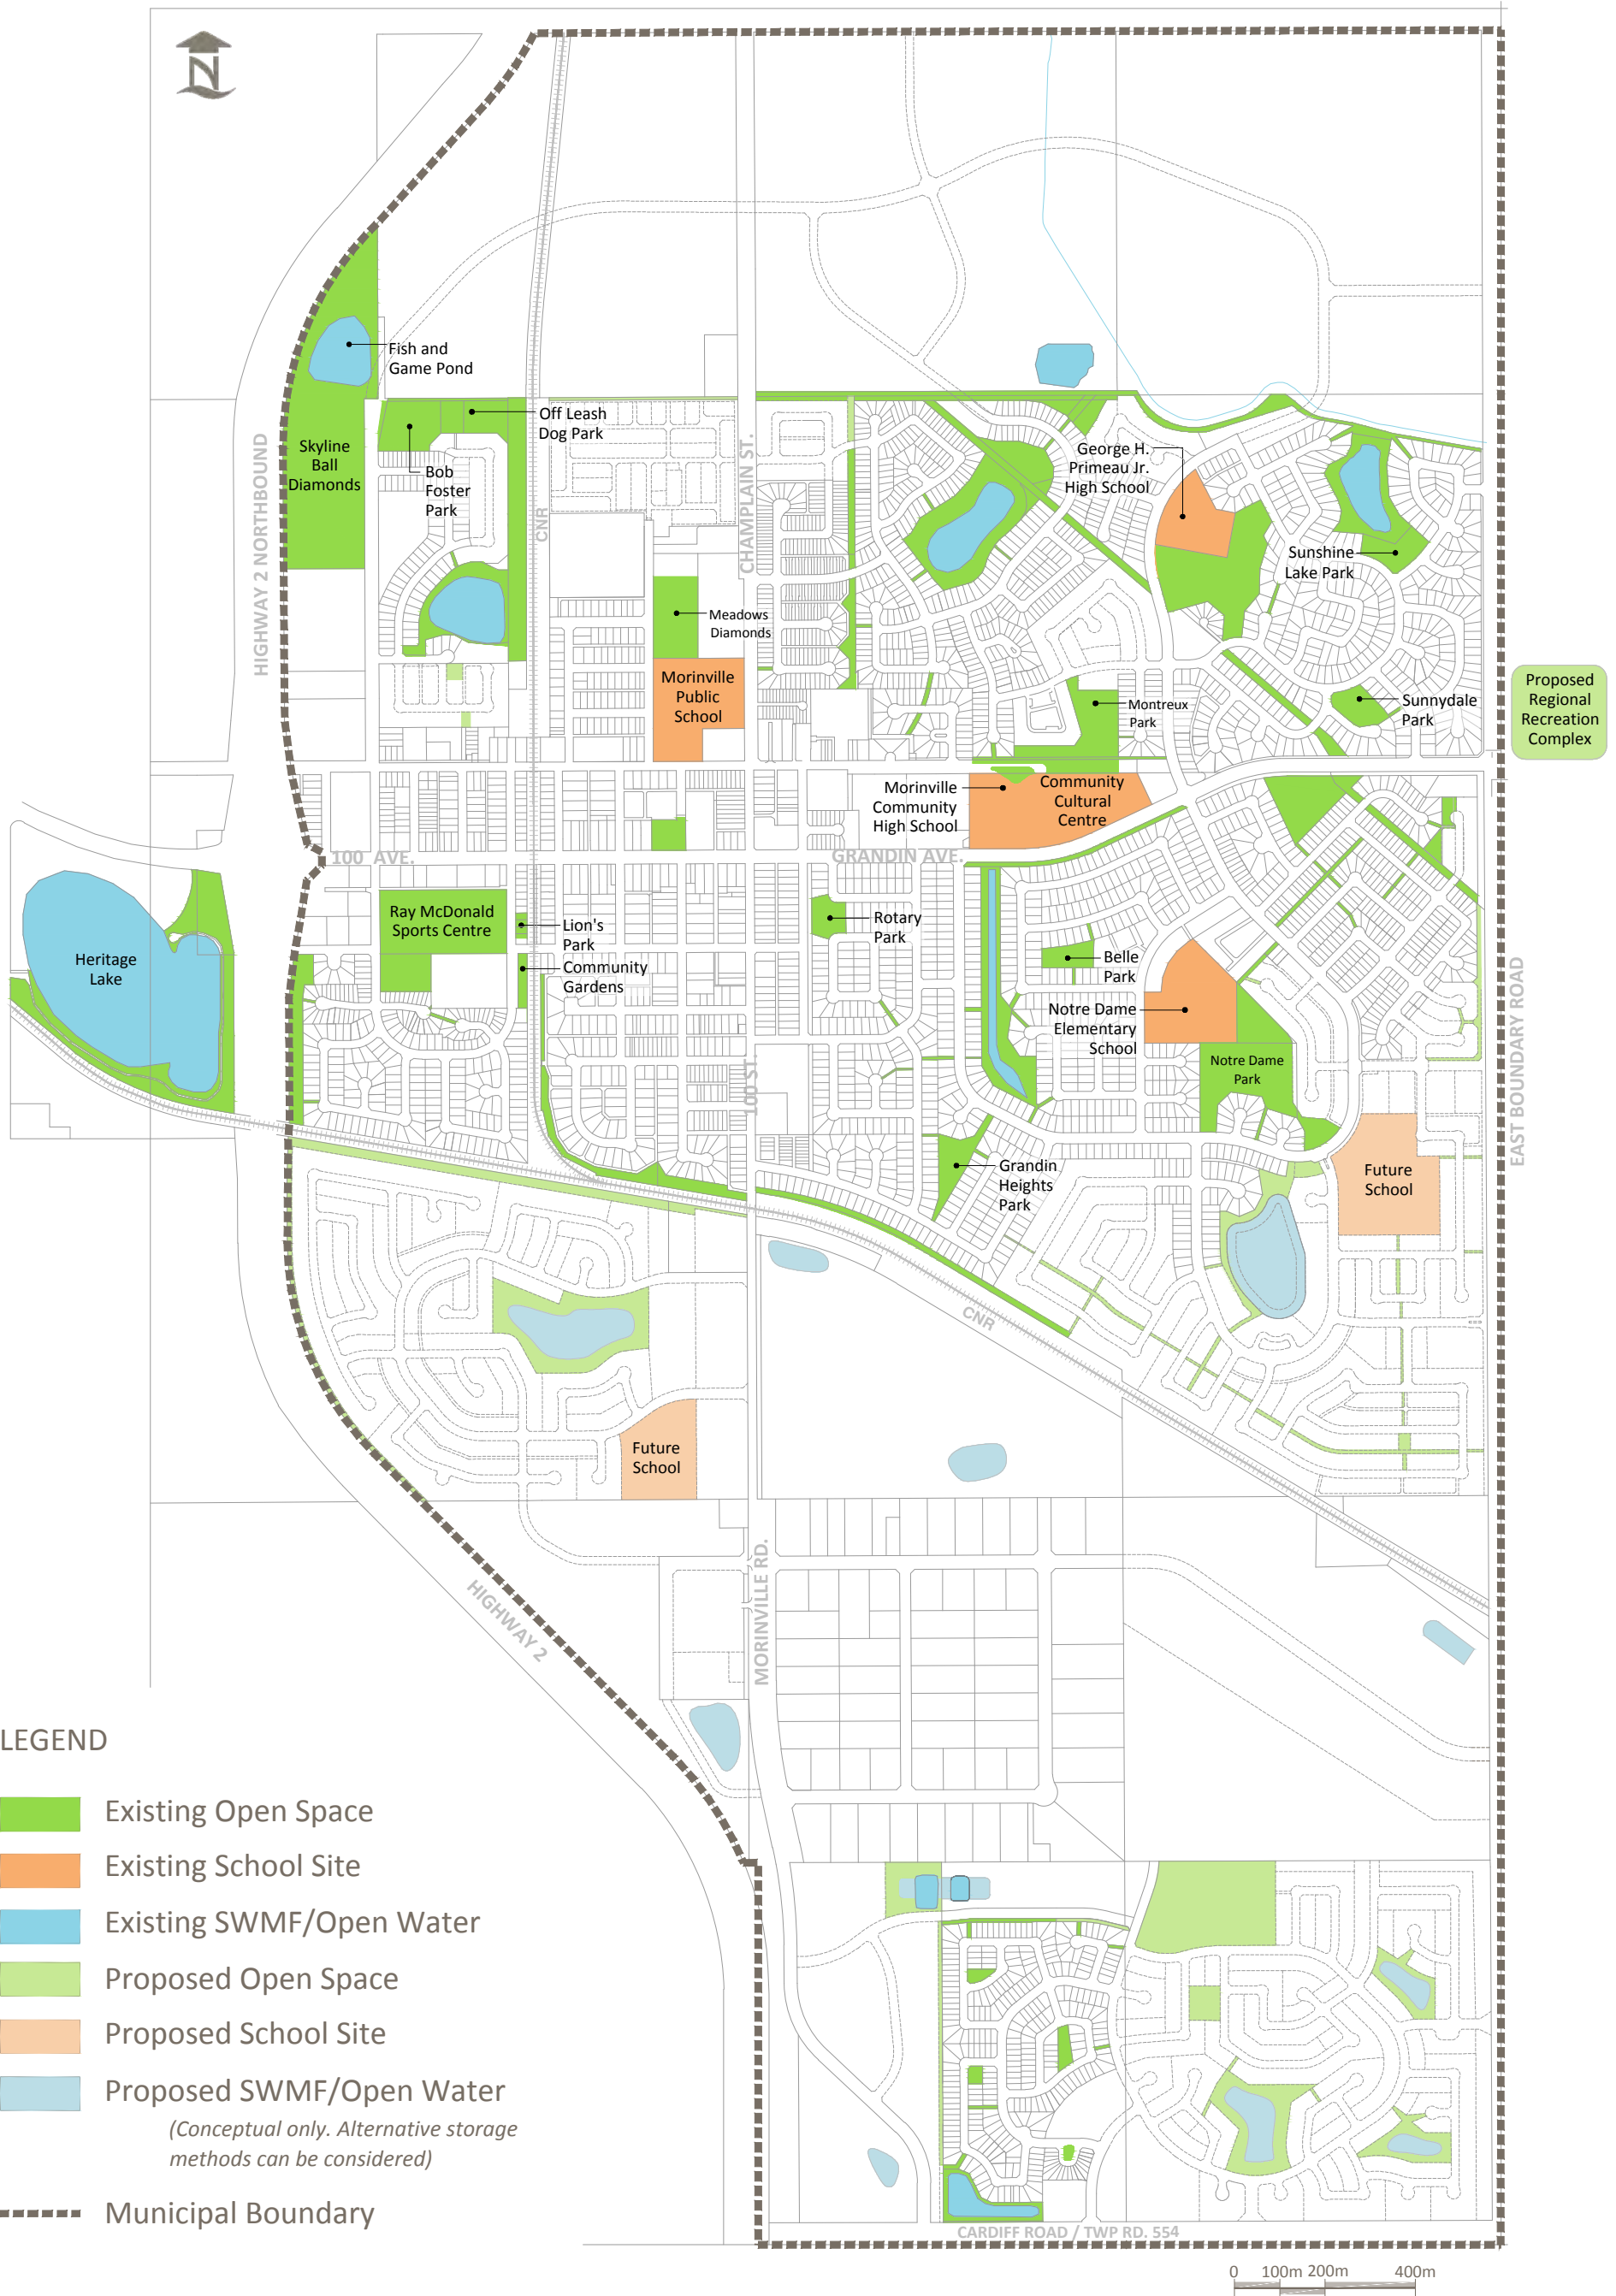 N
Fish and
Game Pond
Off Leash
Dog Park
HIGHWAY 2 NORTHBOUND
Skyline
Ball
Diamonds
Bob
Foster
Park
CNR
CHAMPLAIN ST.
George H.
Primeau Jr.
High School
Sunshine
Lake Park
Meadows
Diamonds
Morinville
Public
School
Montreux
Park
Sunnydale
Park
Proposed
Regional
Recreation
Complex
Morinville
Community
High School
Community
Cultural
Centre
100 AVE.
GRANDIN AVE.
Ray McDonald
Sports Centre
Lion's
Park
Community
Gardens
Rotary
Park
Heritage
Lake
Belle
Park
Notre Dame
Elementary
School
Notre Dame
Park
EAST BOUNDARY ROAD
100 ST.
Grandin
Heights
Park
Future
School
CNR
Future
School
HIGHWAY 2
MORINVILLE RD.
LEGEND
Existing Open Space
Existing School Site
Existing SWMF/Open Water
Proposed Open Space
Proposed School Site
Proposed SWMF/Open Water
(Conceptual only. Alternative storage
methods can be considered)
Municipal Boundary
CARDIFF ROAD / TWP RD. 554
0 100m 200m 400m